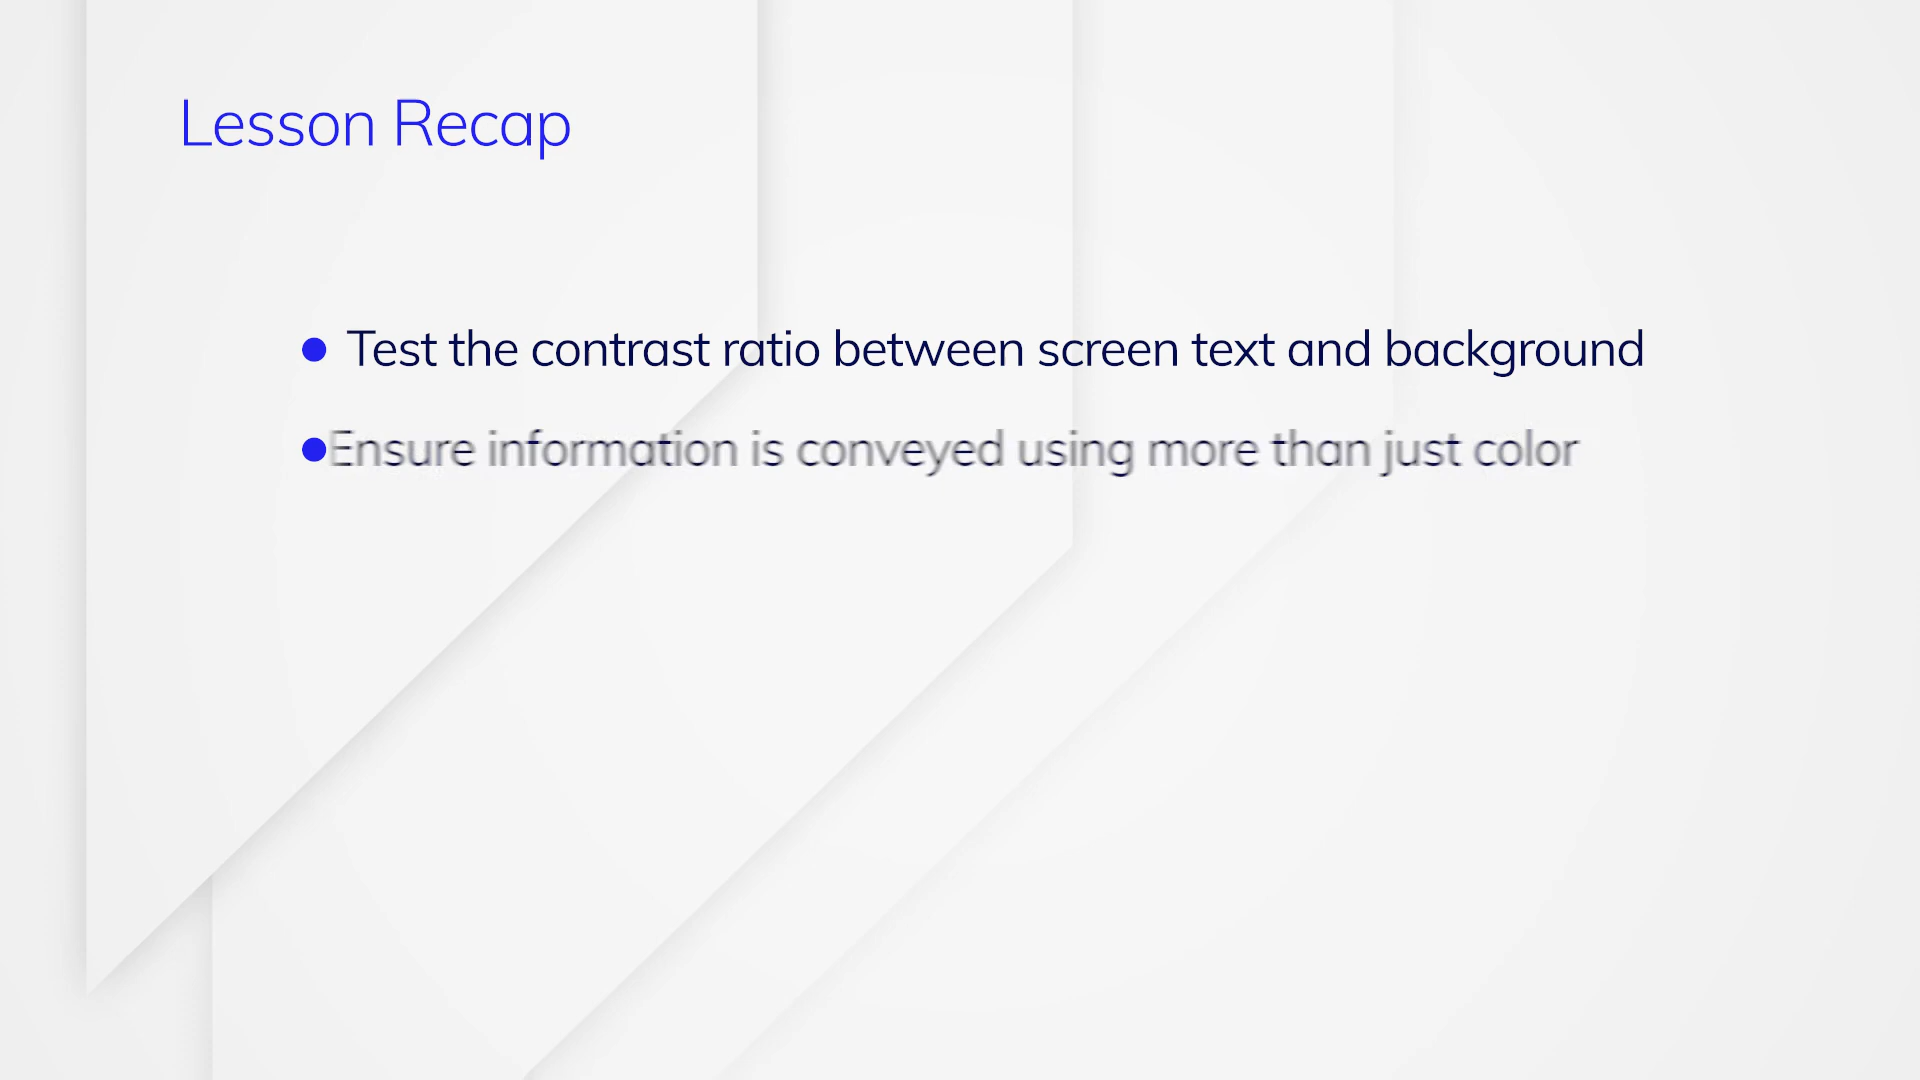 Lesson Recap
Test the contrast ratio between screen text and background
Ensure information is conveyed using more than just color